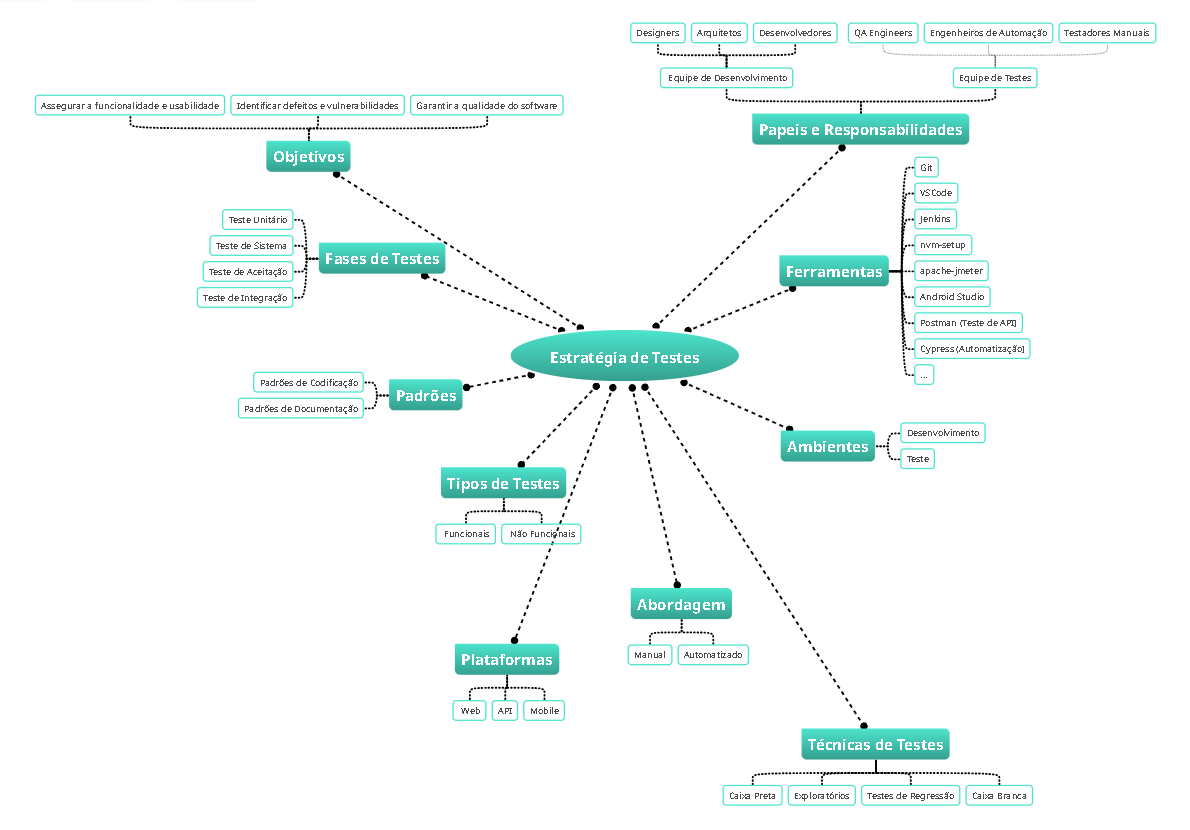 Designers
Arquitetos
Desenvolvedores
QA Engineers
Engenheiros de Automação
Testadores Manuais
Equipe de Desenvolvimento
Equipe de Testes
Papeis e Responsabilidades
Assegurar a funcionalidade e usabilidade
Identificar defeitos e vulnerabilidades
Garantir a qualidade do software
Objetivos
Teste Unitário
Teste de Sistema
Teste de Aceitação
Teste de Integração
Fases de Testes
Ferramentas
Git
VSCode
Jenkins
nvm-setup
apache-jmeter
Android Studio
Postman (Teste de API)
Cypress (Automatização)
...
Estratégia de Testes
Padrões de Codificação
Padrões de Documentação
Padrões
Ambientes
Desenvolvimento
Teste
Tipos de Testes
Funcionais
Não Funcionais
Abordagem
Manual
Automatizado
Plataformas
Web
API
Mobile
Técnicas de Testes
Caixa Preta
Exploratórios
Testes de Regressão
Caixa Branca